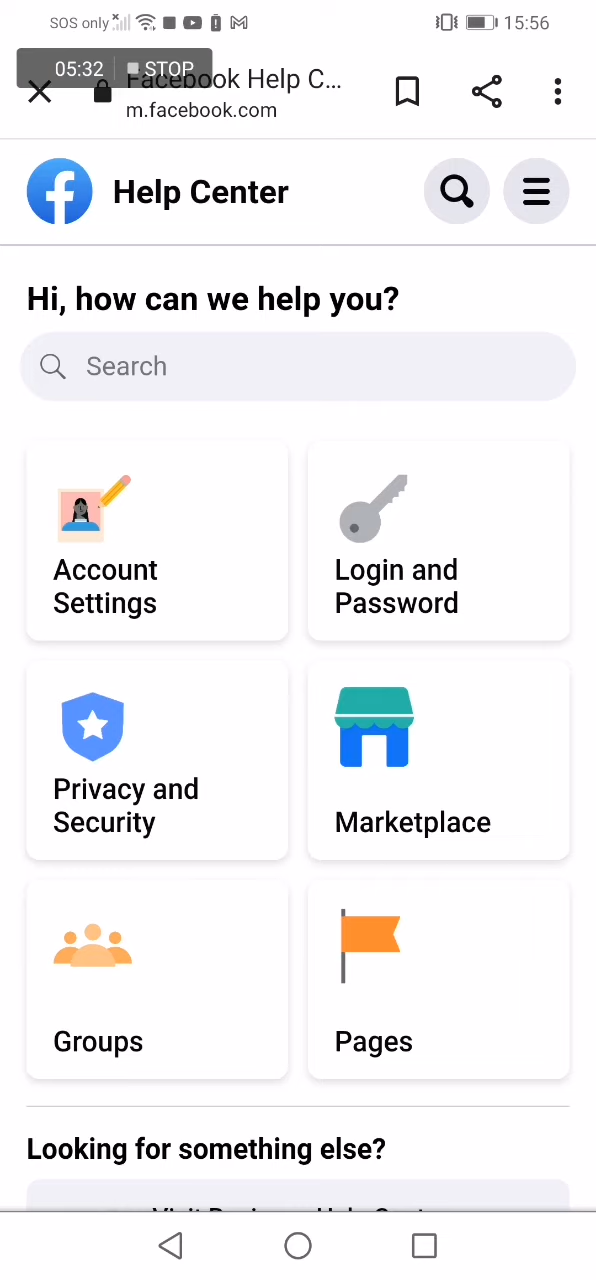 SOS only 15:56
05:32 STOP
Facebook Help C...
m.facebook.com
Help Center
Hi, how can we help you?
Search
Account
Settings
Login and
Password
Privacy and
Security
Marketplace
Groups
Pages
Looking for something else?